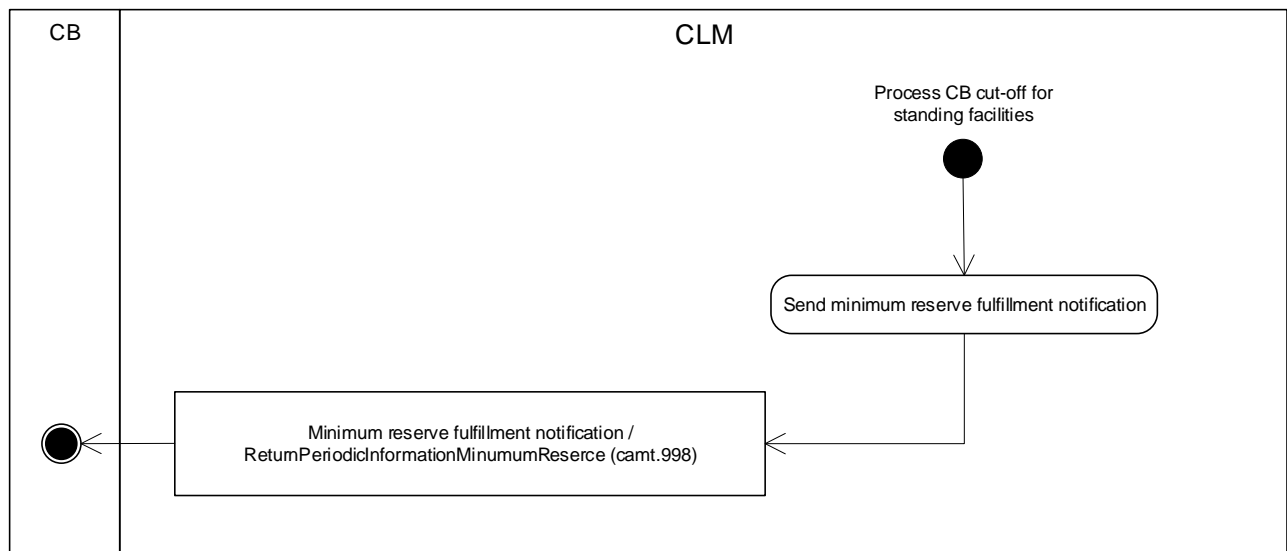 CB
CLM
Process CB cut-off for
standing facilities
Send minimum reserve fulfillment notification
Minimum reserve fulfillment notification /
ReturnPeriodicInformationMinumumReserce (camt.998)